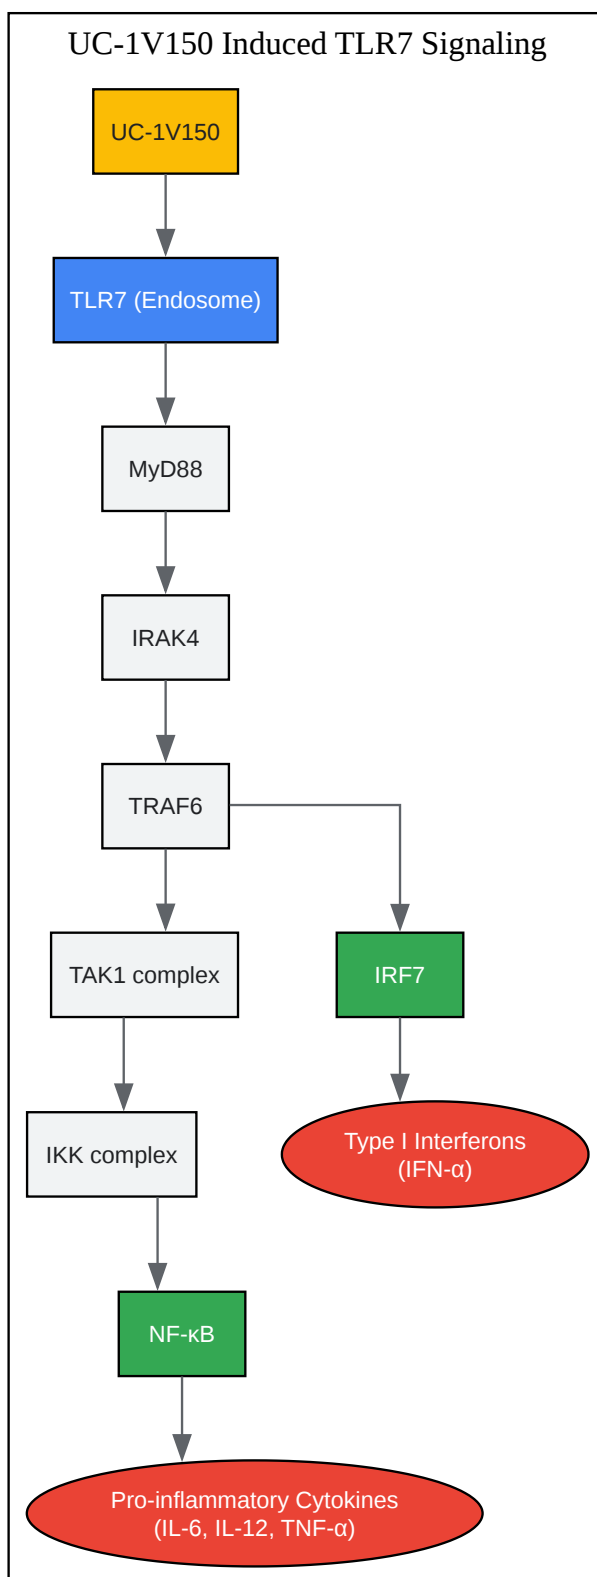 UC-1V150 Induced TLR7 Signaling
UC-1V150
TLR7 (Endosome)
MyD88
IRAK4
TRAF6
TAK1 complex
IRF7
IKK complex
Type I Interferons
(IFN-α)
NF-κB
Pro-inflammatory Cytokines
(IL-6, IL-12, TNF-α)